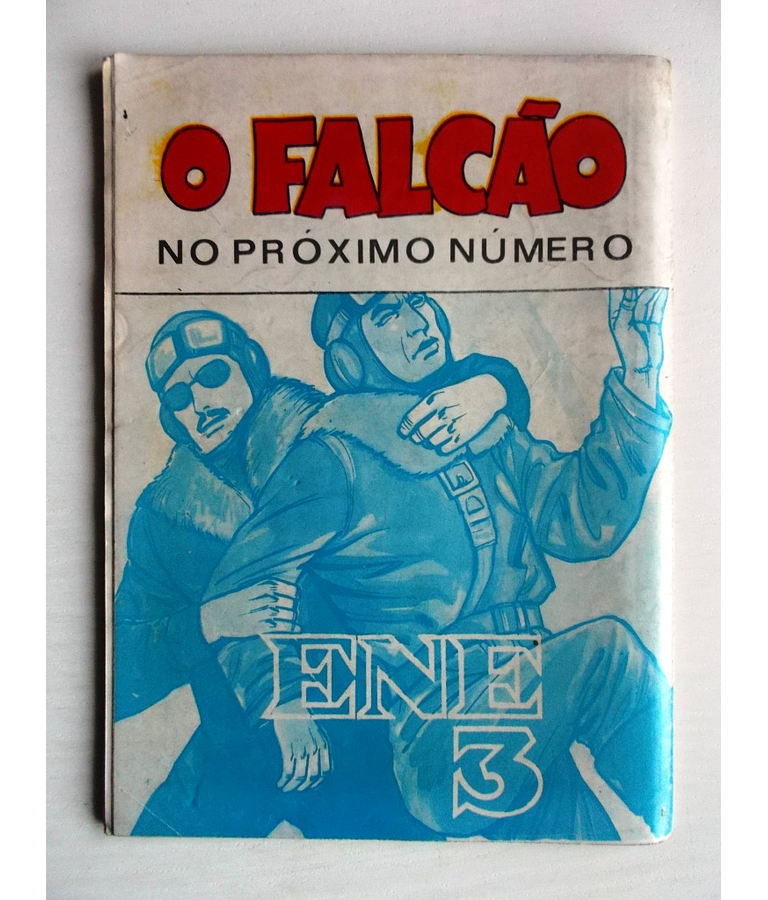 O FALCÃO
NO PRÓXIMO NÚMERO
ENE
3